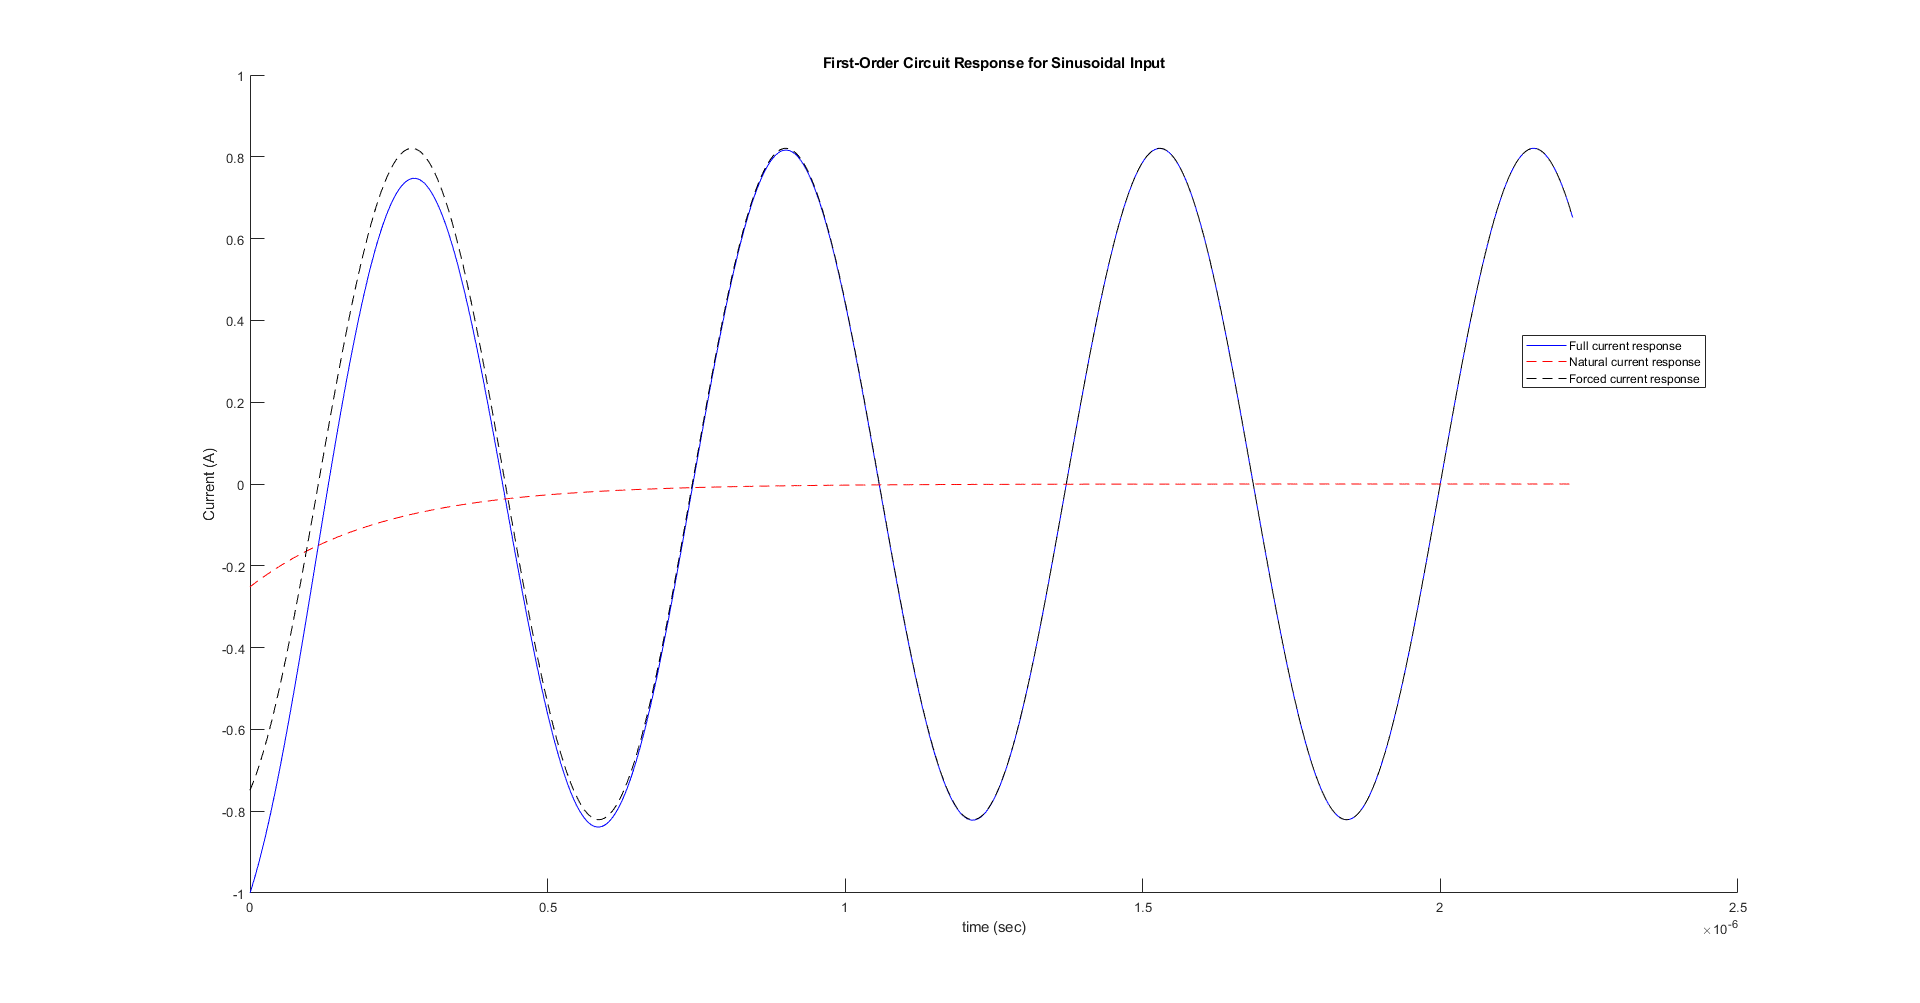 First-Order Circuit Response for Sinusoidal Input
1
0.8
0.6
0.4
0.2
0
-0.2
-0.4
-0.6
-0.8
-1
Current (A)
Full current response
Natural current response
Forced current response
0 0.5 1 1.5 2 2.5
time (sec)
×10-6